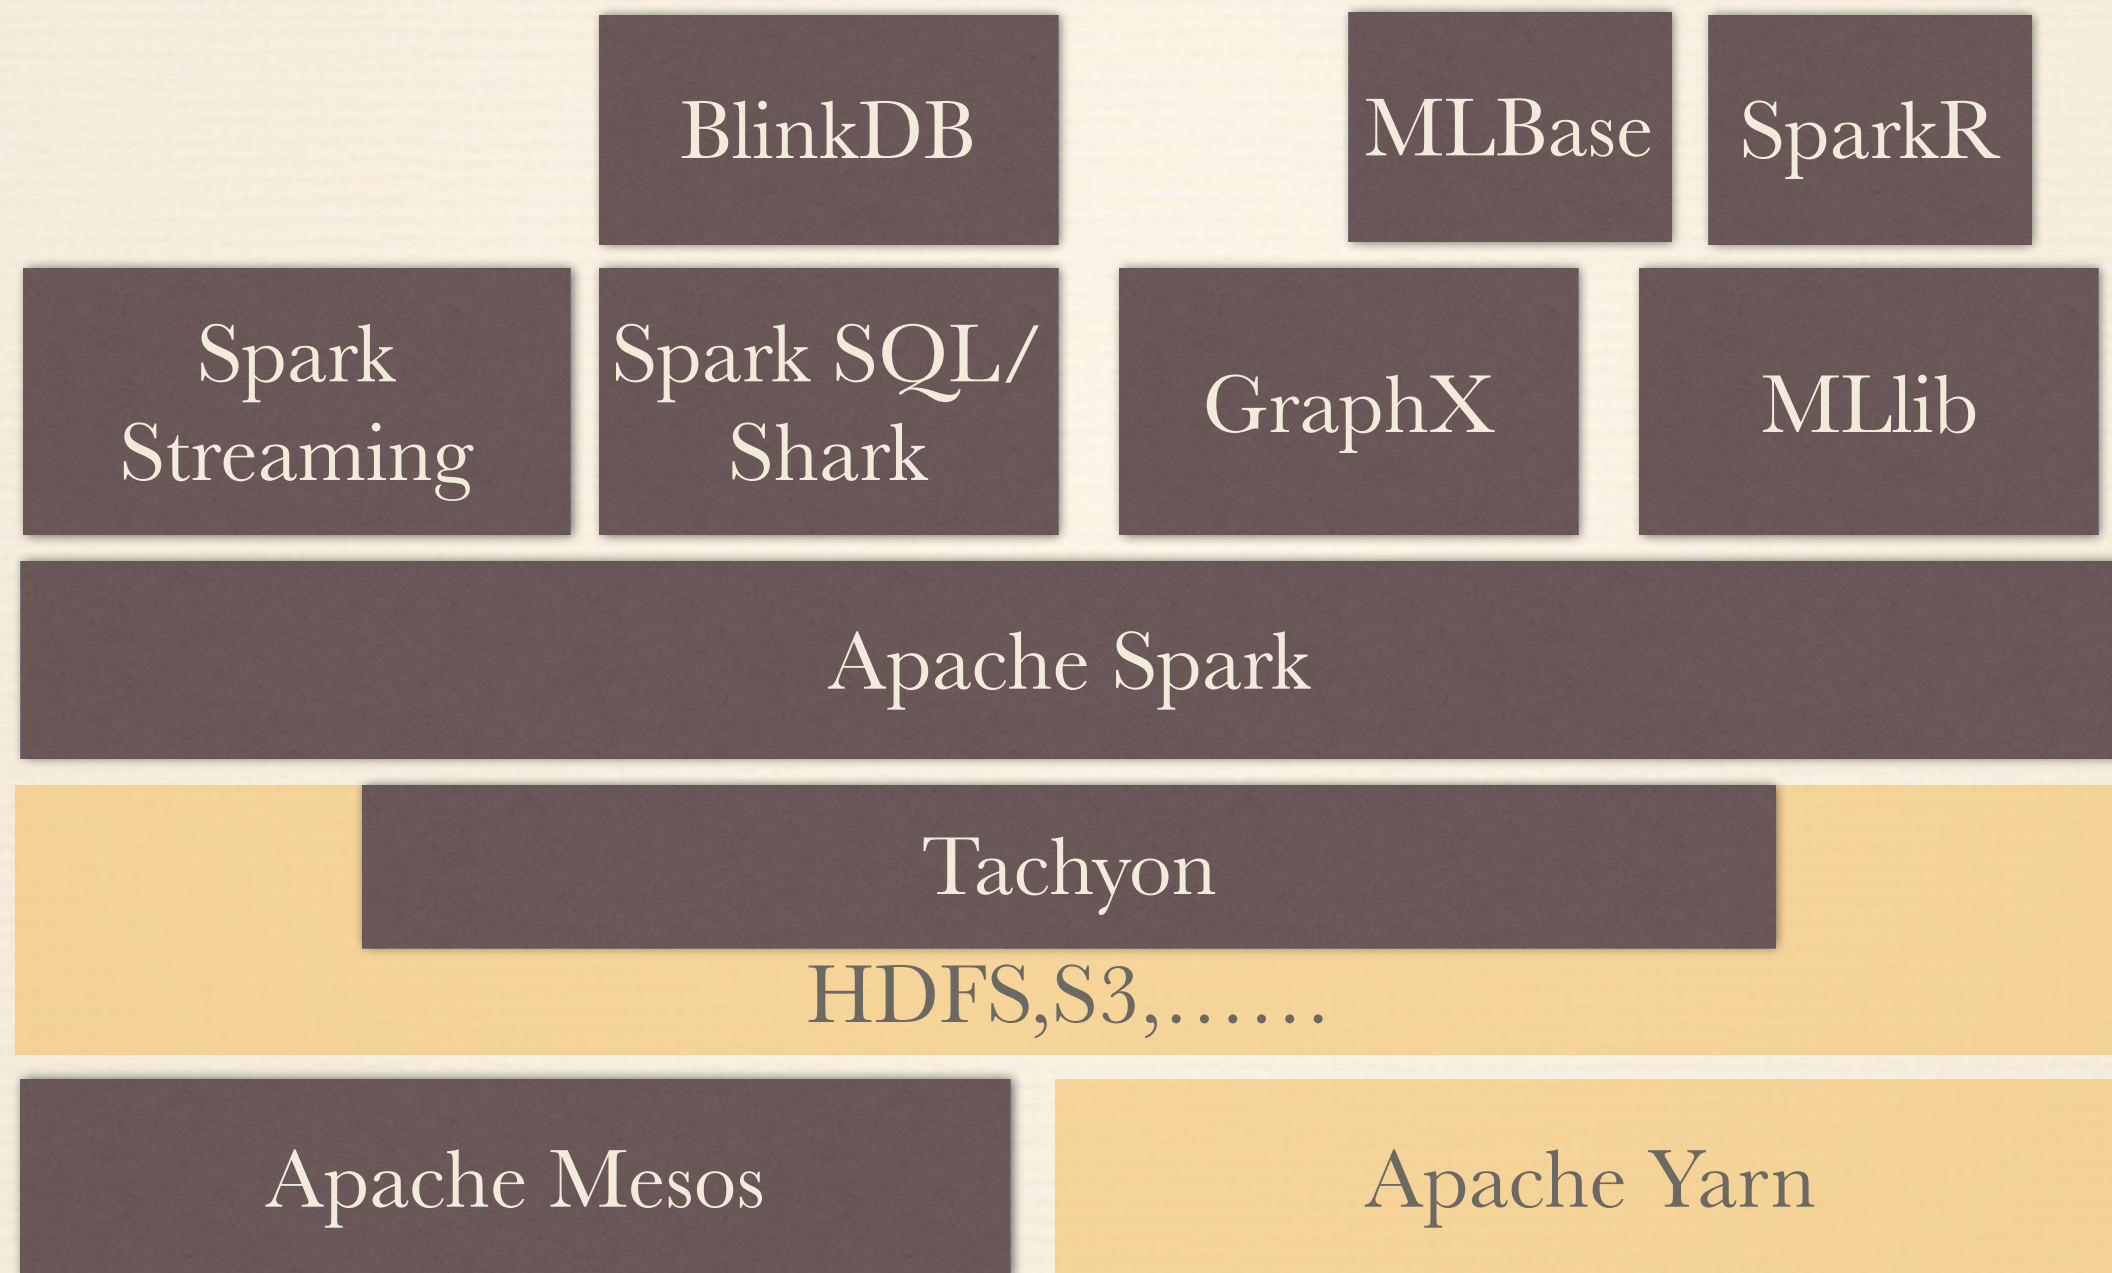 BlinkDB
MLBase
SparkR
Spark
Streaming
Spark SQL/
Shark
GraphX
MLlib
Apache Spark
Tachyon
HDFS,S3,……
Apache Mesos
Apache Yarn